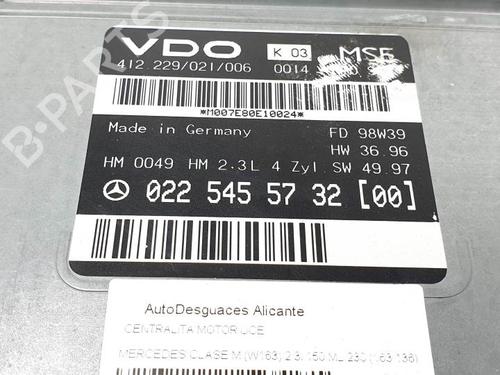 VDO K 03 MSE
412.229/021/006 0014
*M007E80E10024*
Made in Germany FD 98W39
HW 36.96
HM 0049 HM 2.3L 4 Zyl. SW 49.97
022 545 57 32 [00]
AutoDesguaces Alicante
CENTRALITA MOTOR UCE
MERCEDES CLASE M (W163) 2.3i 150 ML 230 (163.136)
B-Parts